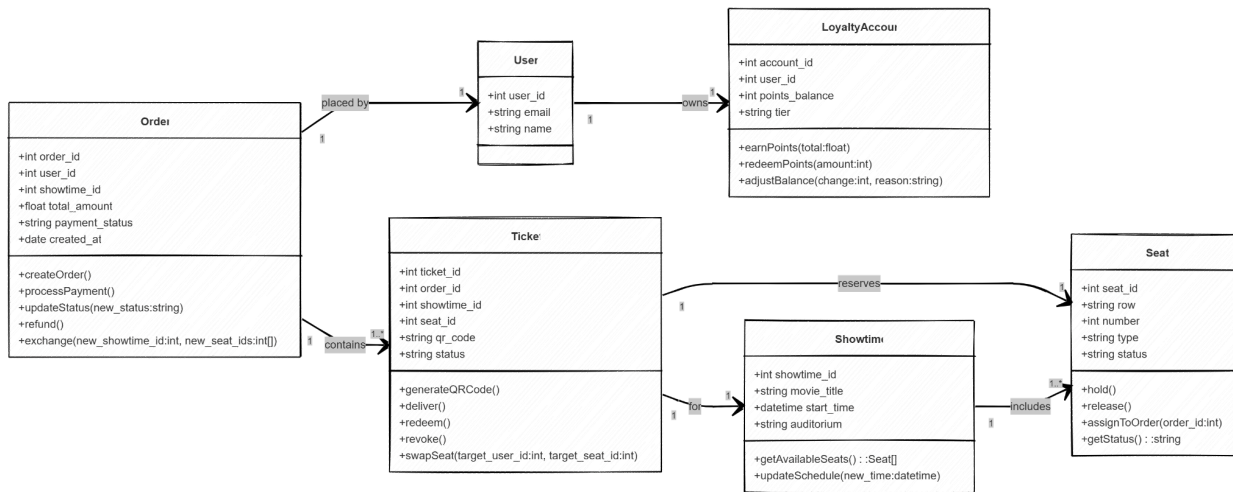 LoyaltyAccour
+int account_id
+int user_id
+int points_balance
+string tier
+earnPoints(total:float)
+redeemPoints(amount:int)
+adjustBalance(change:int, reason:string)
User
+int user_id
+string email
+string name
placed by
1
1
owns
1
1
Order
+int order_id
+int user_id
+int showtime_id
+float total_amount
+string payment_status
+date created_at
+createOrder()
+processPayment()
+updateStatus(new_status:string)
+refund()
+exchange(new_showtime_id:int, new_seat_ids:int[])
contains
1
1..*
Ticke
+int ticket_id
+int order_id
+int showtime_id
+int seat_id
+string qr_code
+string status
+generateQRCode()
+deliver()
+redeem()
+revoke()
+swapSeat(target_user_id:int, target_seat_id:int)
reserves
1
1
for
1
1
Showtime
+int showtime_id
+string movie_title
+datetime start_time
+string auditorium
+getAvailableSeats() : :Seat[]
+updateSchedule(new_time:datetime)
includes
1
1..*
Seat
+int seat_id
+string row
+int number
+string type
+string status
+hold()
+release()
+assignToOrder(order_id:int)
+getStatus() : :string